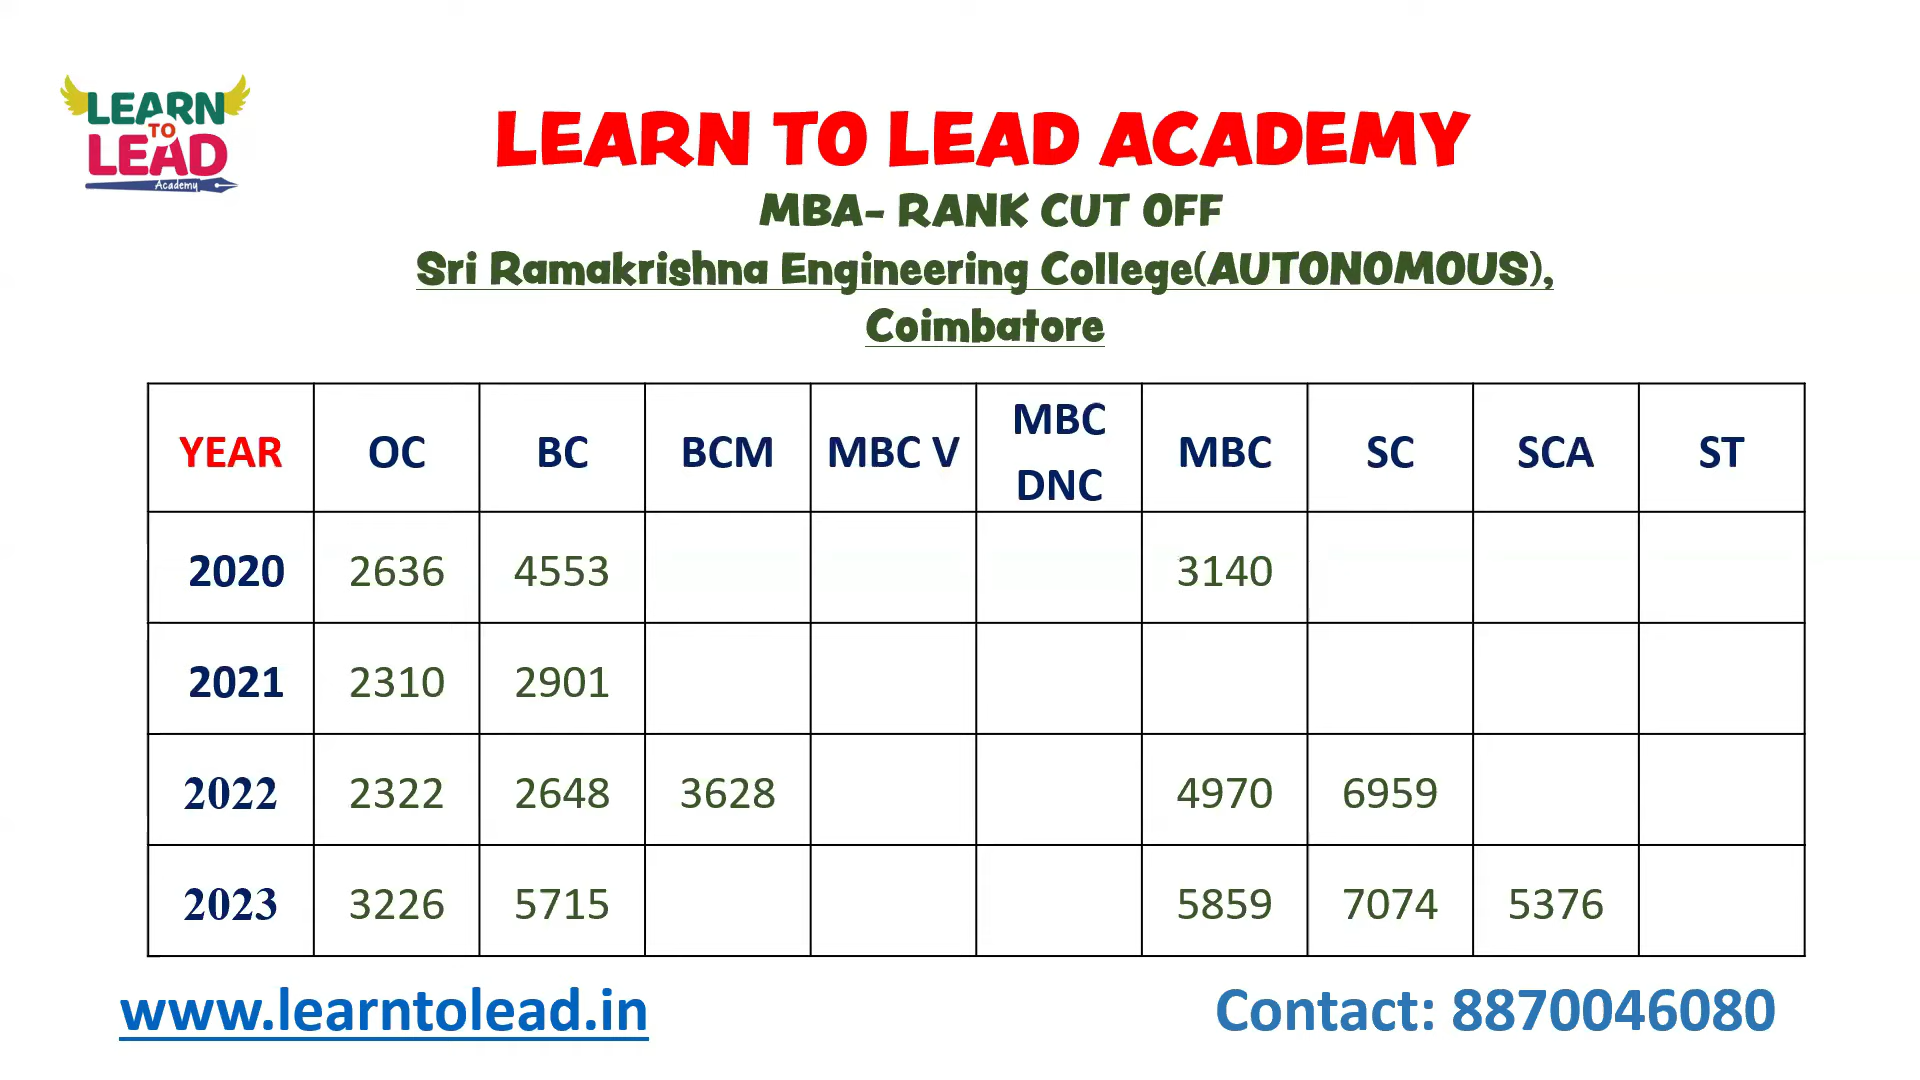 LEARN
TO
LEAD
Academy
LEARN TO LEAD ACADEMY
MBA- RANK CUT OFF
Sri Ramakrishna Engineering College(AUTONOMOUS),
Coimbatore
YEAR OC BC BCM MBC V MBC DNC MBC SC SCA ST
2020 2636 4553 3140
2021 2310 2901
2022 2322 2648 3628 4970 6959
2023 3226 5715 5859 7074 5376
www.learntolead.in Contact: 8870046080